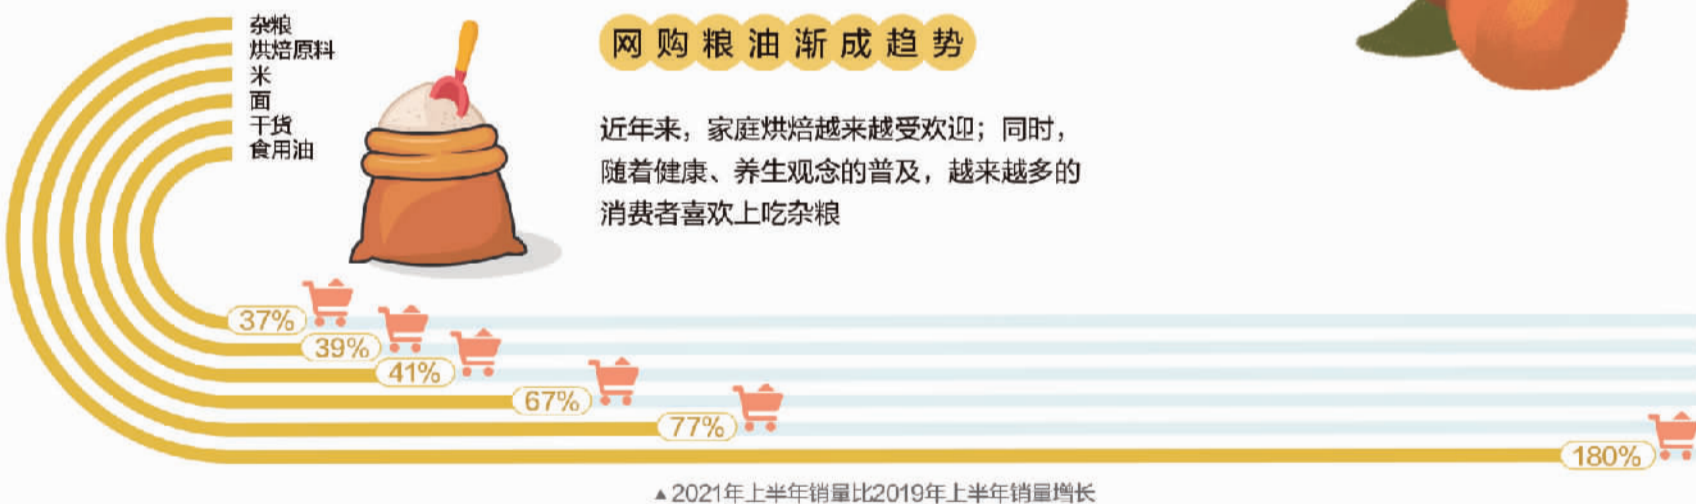 杂粮
烘焙原料
米
面
干货
食用油
网购粮油渐成趋势
近年来，家庭烘焙越来越受欢迎；同时，
随着健康、养生观念的普及，越来越多的
消费者喜欢上吃杂粮
37%
39%
41%
67%
77%
180%
▲2021年上半年销量比2019年上半年销量增长